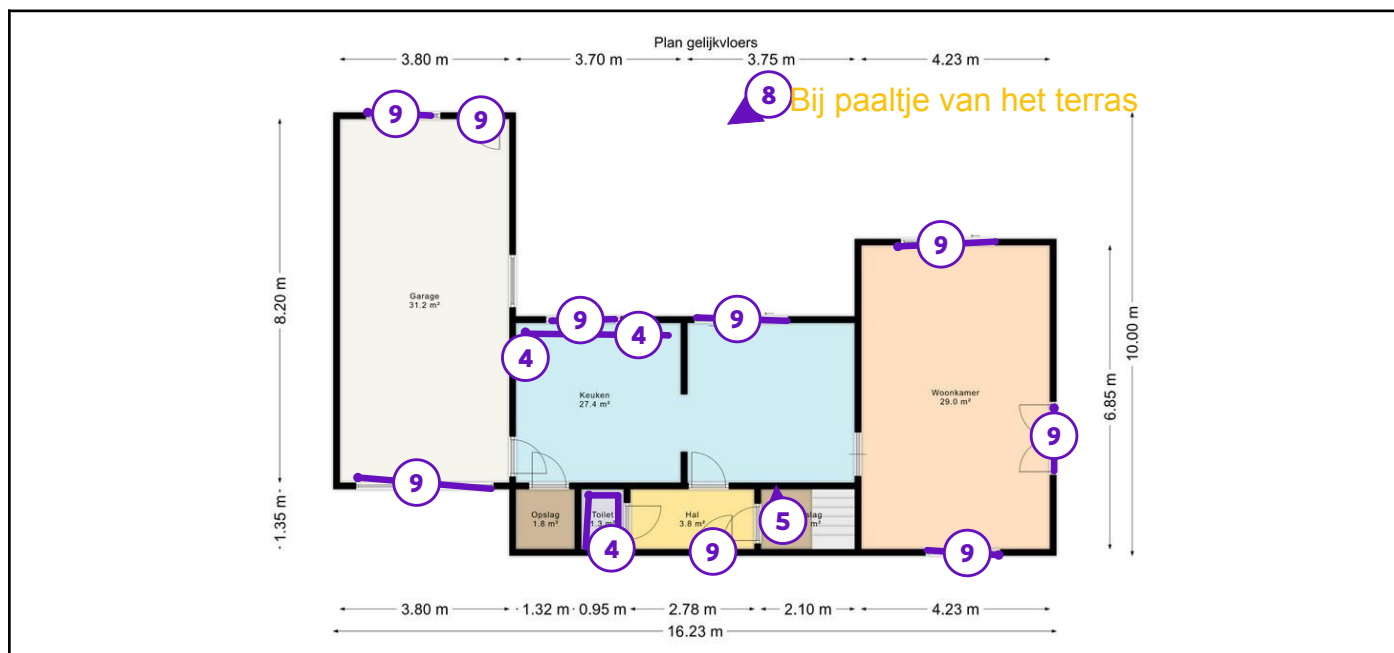 Plan gelijkvloers
3.80 m 3.70 m 3.75 m 4.23 m
8 Bij paaltje van het terras
9 9
9
8.20 m
10.00 m
Garage
31.2 m²
9 4 9
4
6.85 m
Keuken
27.4 m²
Woonkamer
29.0 m²
9
9
1.35 m
Opslag
1.8 m²
Toilet
1.3 m²
Hal
3.8 m²
5
4 9 9
3.80 m 1.32 m 0.95 m 2.78 m 2.10 m 4.23 m
16.23 m